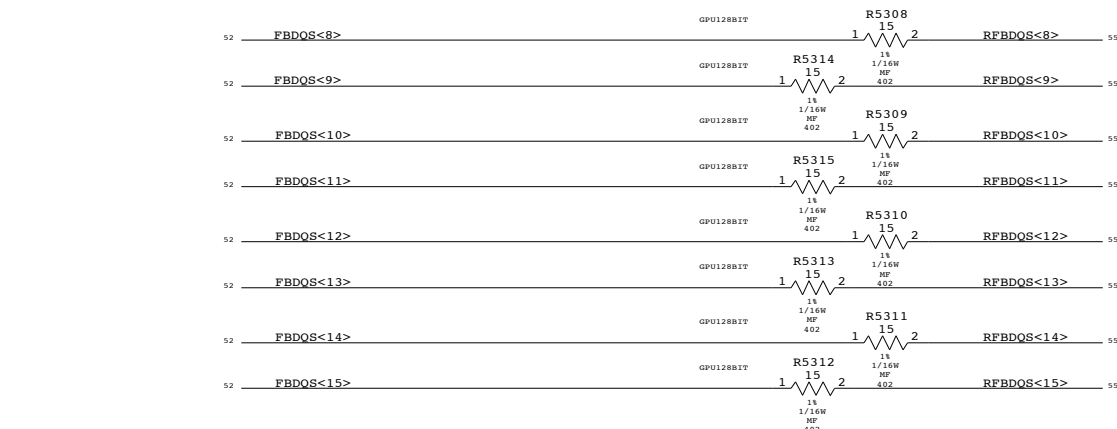 GPU128BIT
R5308
15
52 FBDQS<8> 1 2 RFBDQS<8> 55
1%
1/16W
MF
402
GPU128BIT
R5314
15
52 FBDQS<9> 1 2 RFBDQS<9> 55
1%
1/16W
MF
402
GPU128BIT
R5309
15
52 FBDQS<10> 1 2 RFBDQS<10> 55
1%
1/16W
MF
402
GPU128BIT
R5315
15
52 FBDQS<11> 1 2 RFBDQS<11> 55
1%
1/16W
MF
402
GPU128BIT
R5310
15
52 FBDQS<12> 1 2 RFBDQS<12> 55
1%
1/16W
MF
402
GPU128BIT
R5313
15
52 FBDQS<13> 1 2 RFBDQS<13> 55
1%
1/16W
MF
402
GPU128BIT
R5311
15
52 FBDQS<14> 1 2 RFBDQS<14> 55
1%
1/16W
MF
402
GPU128BIT
R5312
15
52 FBDQS<15> 1 2 RFBDQS<15> 55
1%
1/16W
MF
402